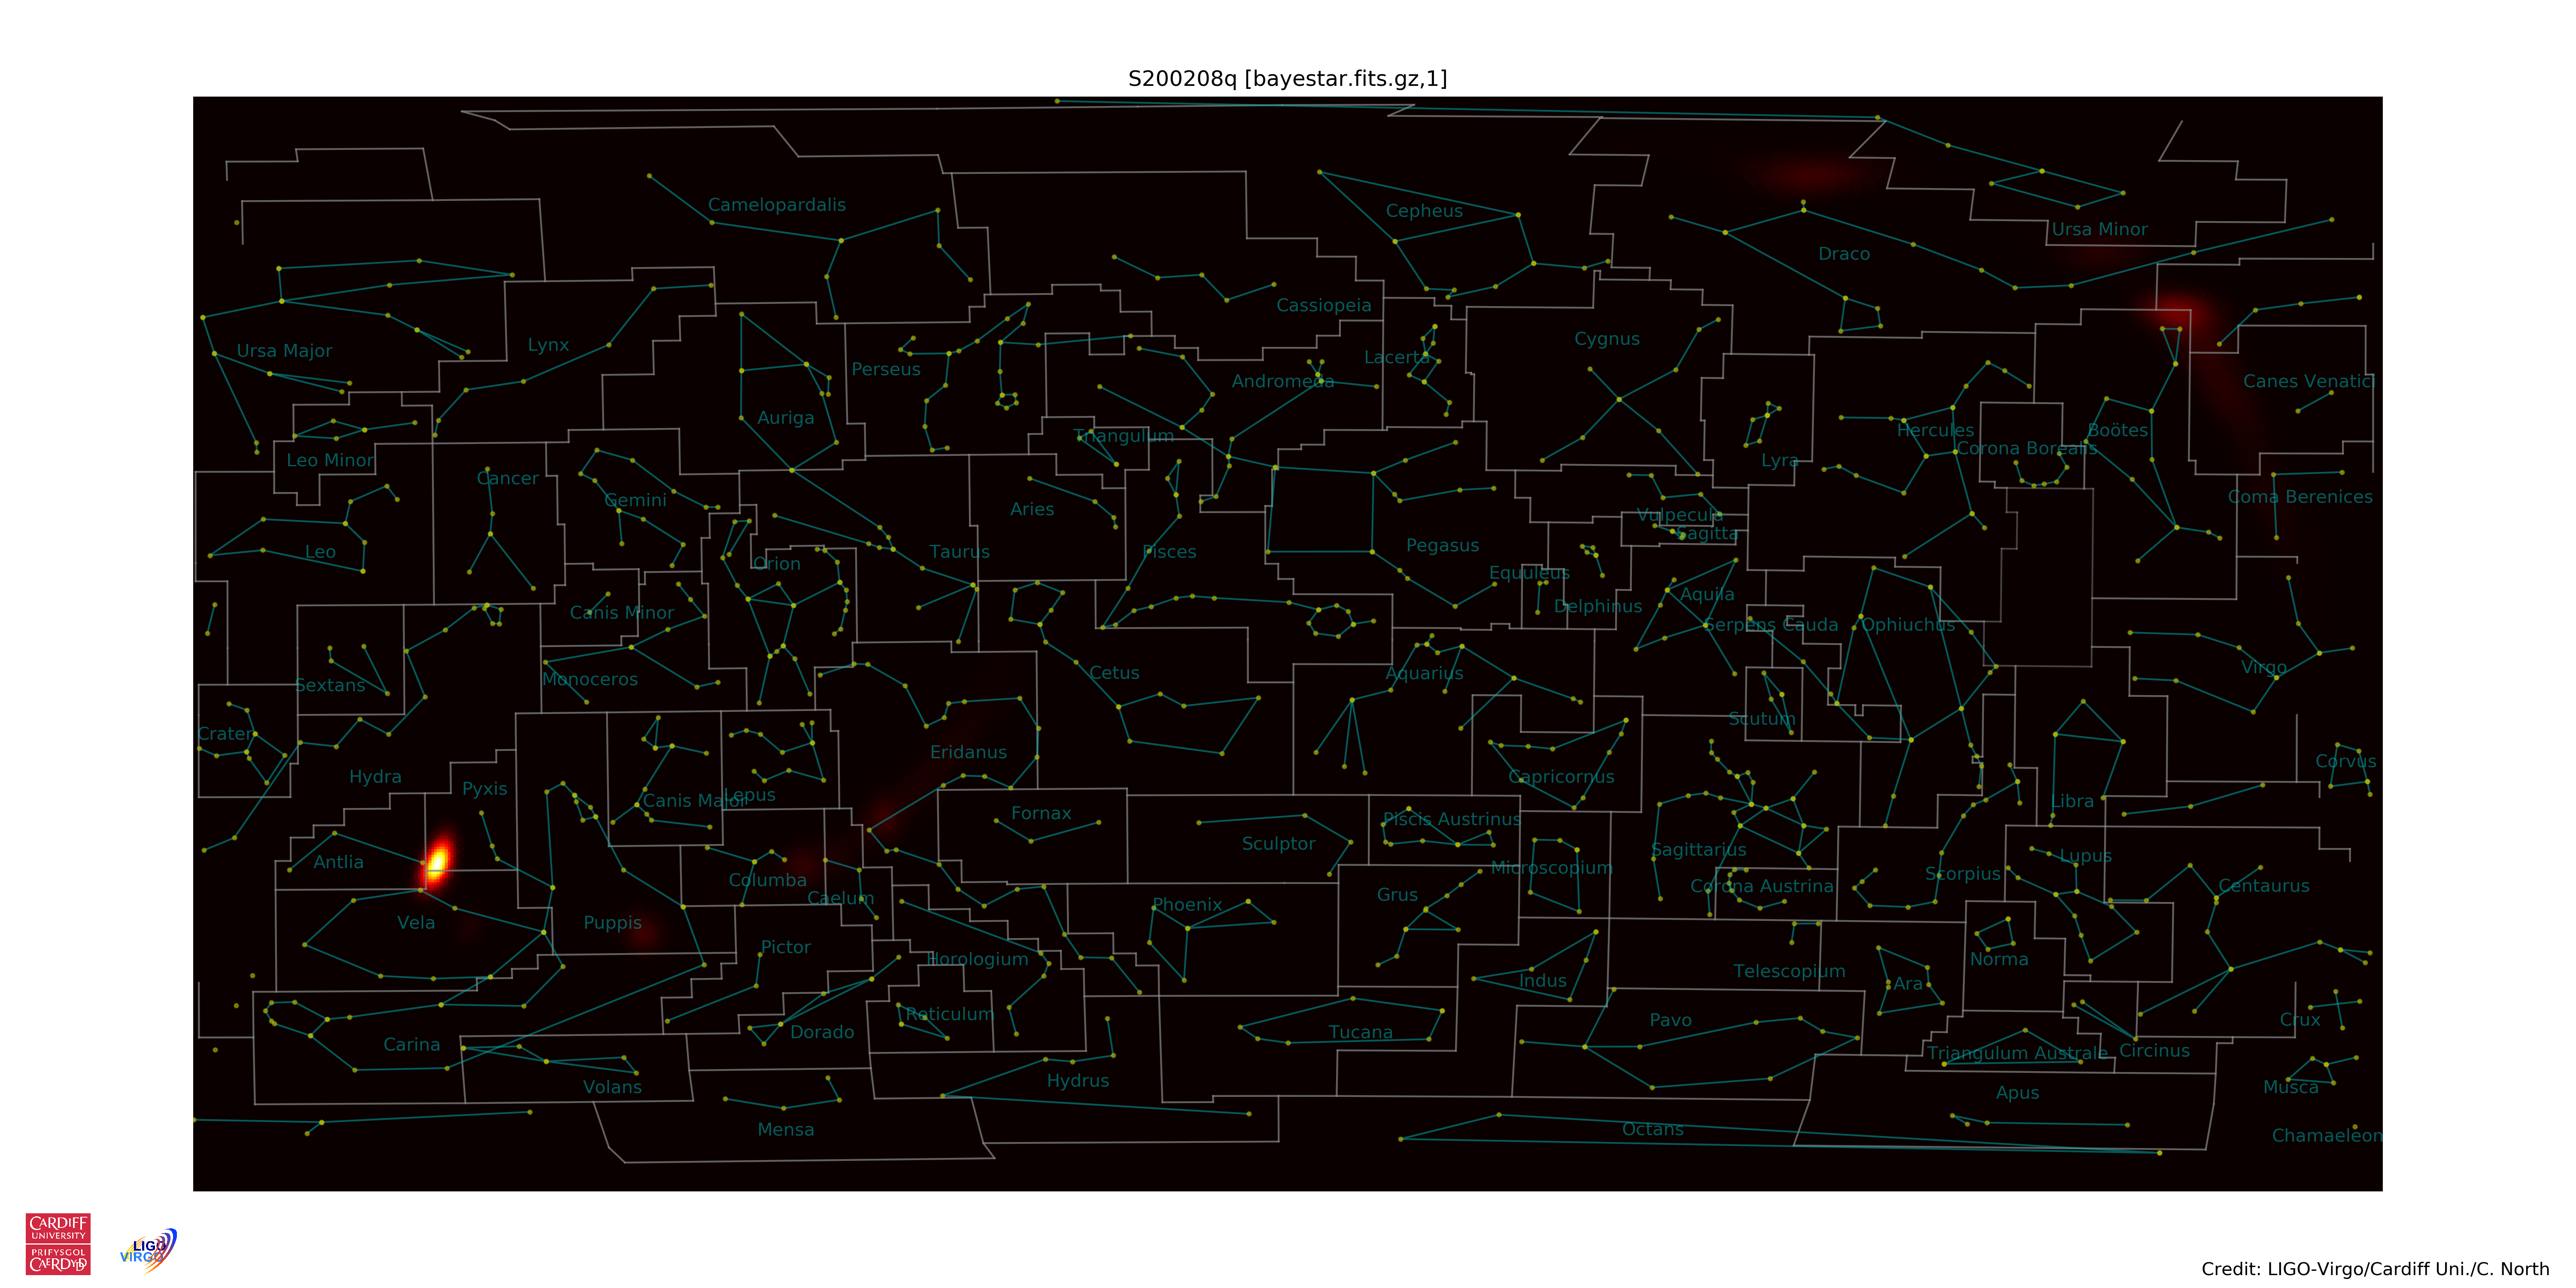 S200208q [bayestar.fits.gz,1]
Camelopardalis
Cepheus
Ursa Minor
Draco
Cassiopeia
Cygnus
Ursa Major
Lynx
Lacerta
Perseus
Andromeda
Canes Venatici
Auriga
Triangulum
Hercules
Boötes
Corona Borealis
Leo Minor
Lyra
Cancer
Gemini
Coma Berenices
Aries
Vulpecula
Sagitta
Leo
Taurus
Pisces
Pegasus
Orion
Equuleus
Canis Minor
Delphinus
Aquila
Serpens Cauda
Ophiuchus
Virgo
Sextans
Monoceros
Cetus
Aquarius
Scutum
Crater
Eridanus
Corvus
Hydra
Pyxis
Capricornus
Canis Major
Lepus
Libra
Fornax
Piscis Austrinus
Sculptor
Sagittarius
Antlia
Lupus
Microscopium
Columba
Corona Austrina
Scorpius
Centaurus
Caelum
Phoenix
Grus
Vela
Puppis
Pictor
Horologium
Norma
Telescopium
Indus
Ara
Reticulum
Pavo
Crux
Dorado
Tucana
Carina
Triangulum Australe
Circinus
Volans
Hydrus
Musca
Apus
Mensa
Octans
Chamaeleon
CARDIFF
UNIVERSITY
PRIFYSGOL
CAERDYDD
LIGO
VIRGO
Credit: LIGO-Virgo/Cardiff Uni./C. North